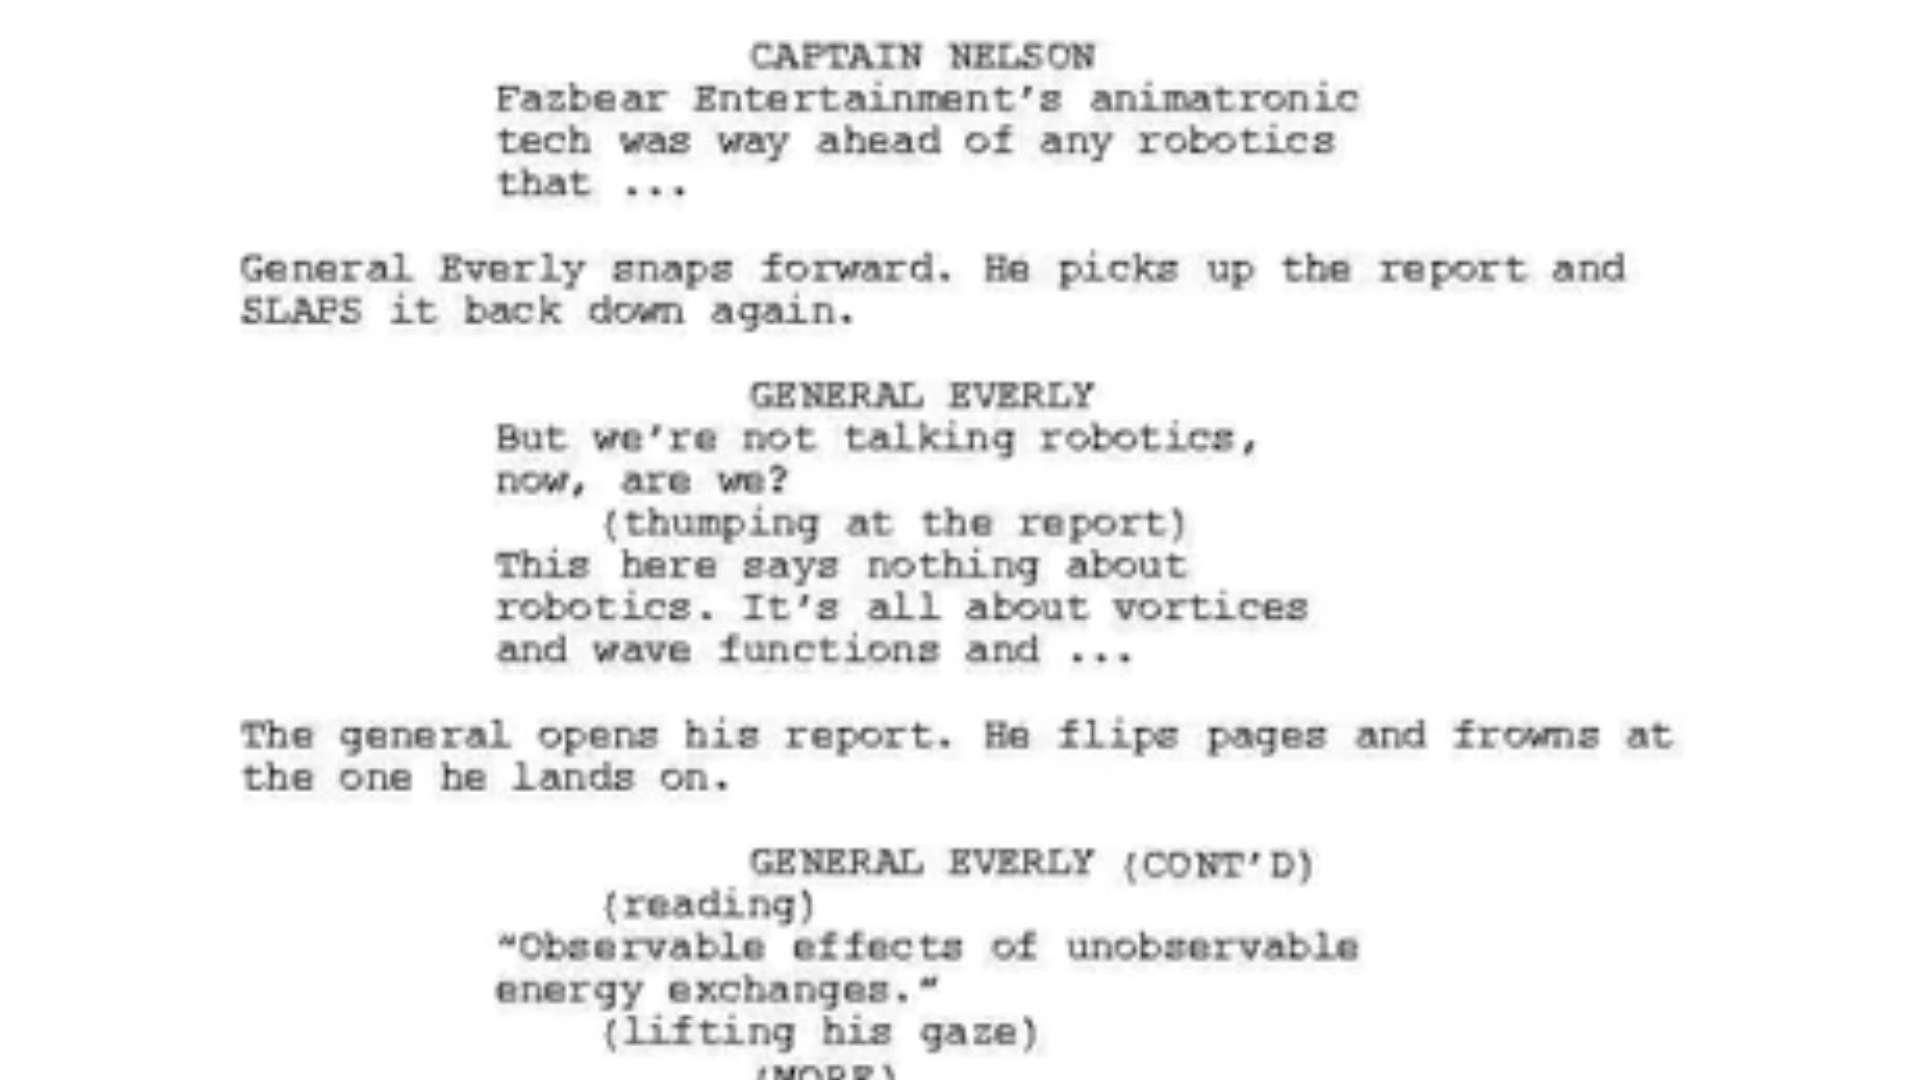 CAPTAIN NELSON
Fazbear Entertainment's animatronic
tech was way ahead of any robotics
that ...
General Everly snaps forward. He picks up the report and
SLAPS it back down again.
GENERAL EVERLY
But we're not talking robotics,
now, are we?
(thumping at the report)
This here says nothing about
robotics. It's all about vortices
and wave functions and ...
The general opens his report. He flips pages and frowns at
the one he lands on.
GENERAL EVERLY (CONT'D)
(reading)
"Observable effects of unobservable
energy exchanges."
(lifting his gaze)
(MORE)